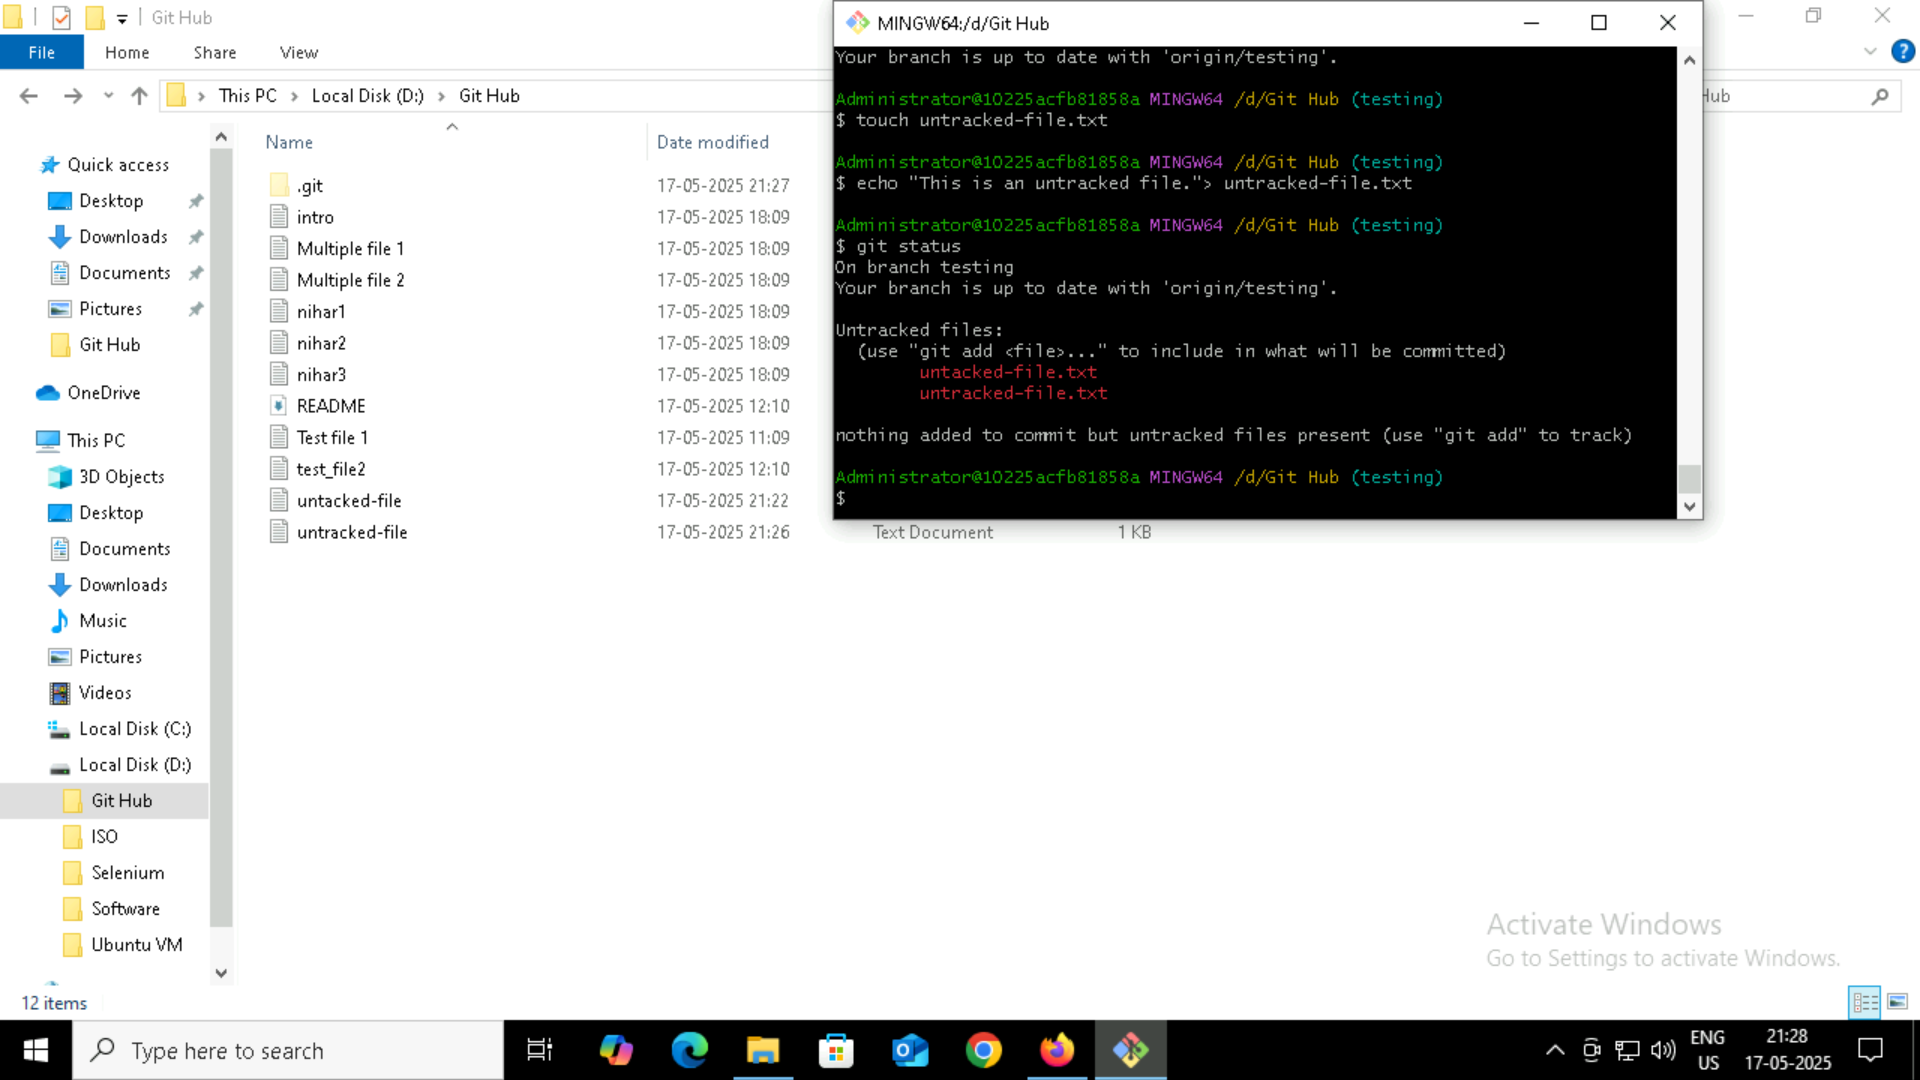 Git Hub
File
Home
Share
View
This PC
Local Disk (D:)
Git Hub
Hub
Quick access
Desktop
Downloads
Documents
Pictures
Git Hub
OneDrive
This PC
3D Objects
Desktop
Documents
Downloads
Music
Pictures
Videos
Local Disk (C:)
Local Disk (D:)
Git Hub
ISO
Selenium
Software
Ubuntu VM
12 items
Name Date modified
.git 17-05-2025 21:27
intro 17-05-2025 18:09
Multiple file 1 17-05-2025 18:09
Multiple file 2 17-05-2025 18:09
nihar1 17-05-2025 18:09
nihar2 17-05-2025 18:09
nihar3 17-05-2025 18:09
README 17-05-2025 12:10
Test file 1 17-05-2025 11:09
test_file2 17-05-2025 12:10
untacked-file 17-05-2025 21:22
untracked-file 17-05-2025 21:26 Text Document 1 KB
MINGW64:/d/Git Hub
Your branch is up to date with 'origin/testing'.
Administrator@10225acfb81858a MINGW64 /d/Git Hub (testing)
$ touch untracked-file.txt
Administrator@10225acfb81858a MINGW64 /d/Git Hub (testing)
$ echo "This is an untracked file."> untracked-file.txt
Administrator@10225acfb81858a MINGW64 /d/Git Hub (testing)
$ git status
On branch testing
Your branch is up to date with 'origin/testing'.
Untracked files:
(use "git add <file>..." to include in what will be committed)
untacked-file.txt
untracked-file.txt
nothing added to commit but untracked files present (use "git add" to track)
Administrator@10225acfb81858a MINGW64 /d/Git Hub (testing)
$
Activate Windows
Go to Settings to activate Windows.
Type here to search
ENG
US
21:28
17-05-2025